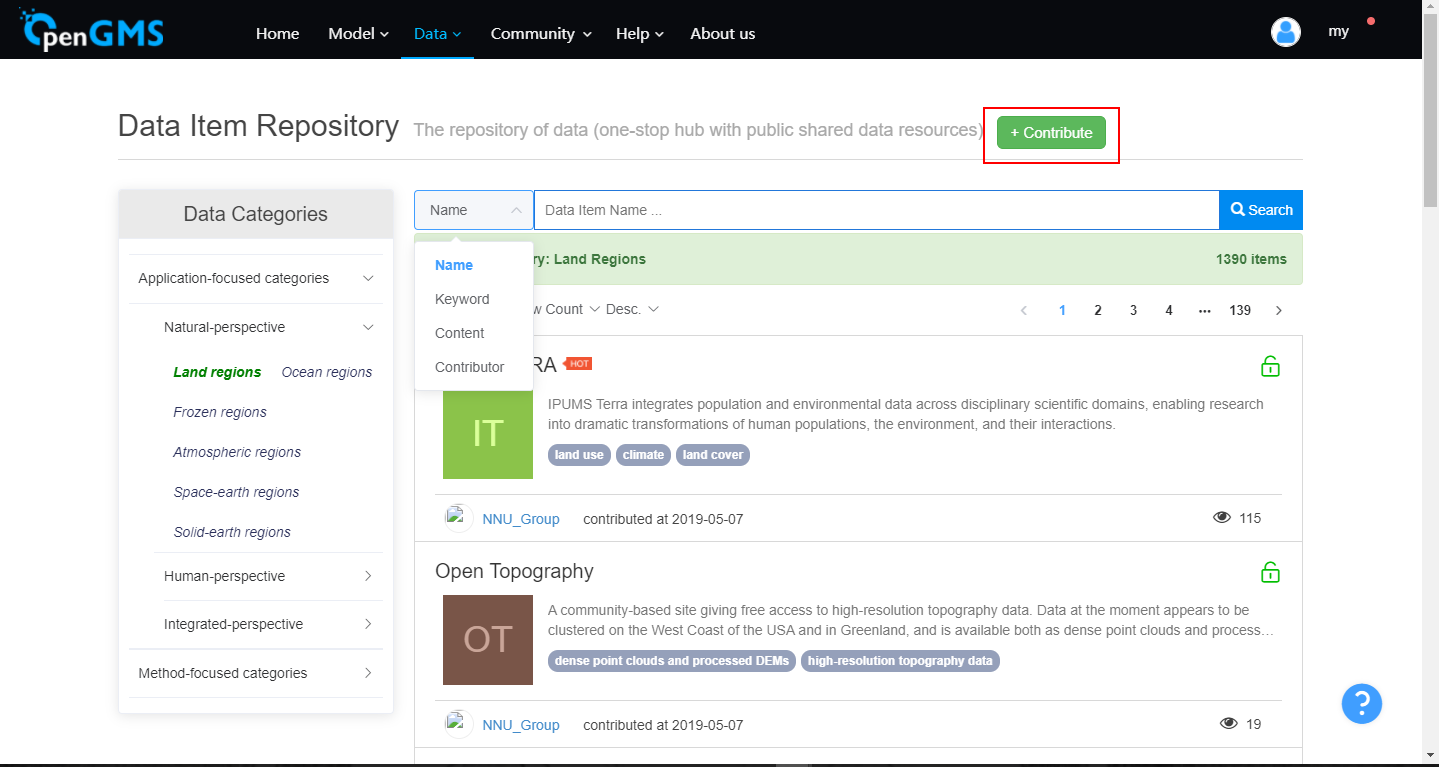 OpenGMS
Home Model Data Community Help About us my
Data Item Repository The repository of data (one-stop hub with public shared data resources) + Contribute
Data Categories
Application-focused categories
Natural-perspective
Land regions Ocean regions
Frozen regions
Atmospheric regions
Space-earth regions
Solid-earth regions
Human-perspective
Integrated-perspective
Method-focused categories
Name Data Item Name ... Search
Name
Keyword
Content
Contributor
ry: Land Regions 1390 items
w Count Desc. 1 2 3 4 ... 139
RA HOT
IT
IPUMS Terra integrates population and environmental data across disciplinary scientific domains, enabling research
into dramatic transformations of human populations, the environment, and their interactions.
land use climate land cover
NNU_Group contributed at 2019-05-07 115
Open Topography
OT
A community-based site giving free access to high-resolution topography data. Data at the moment appears to be
clustered on the West Coast of the USA and in Greenland, and is available both as dense point clouds and process...
dense point clouds and processed DEMs high-resolution topography data
NNU_Group contributed at 2019-05-07 19
?